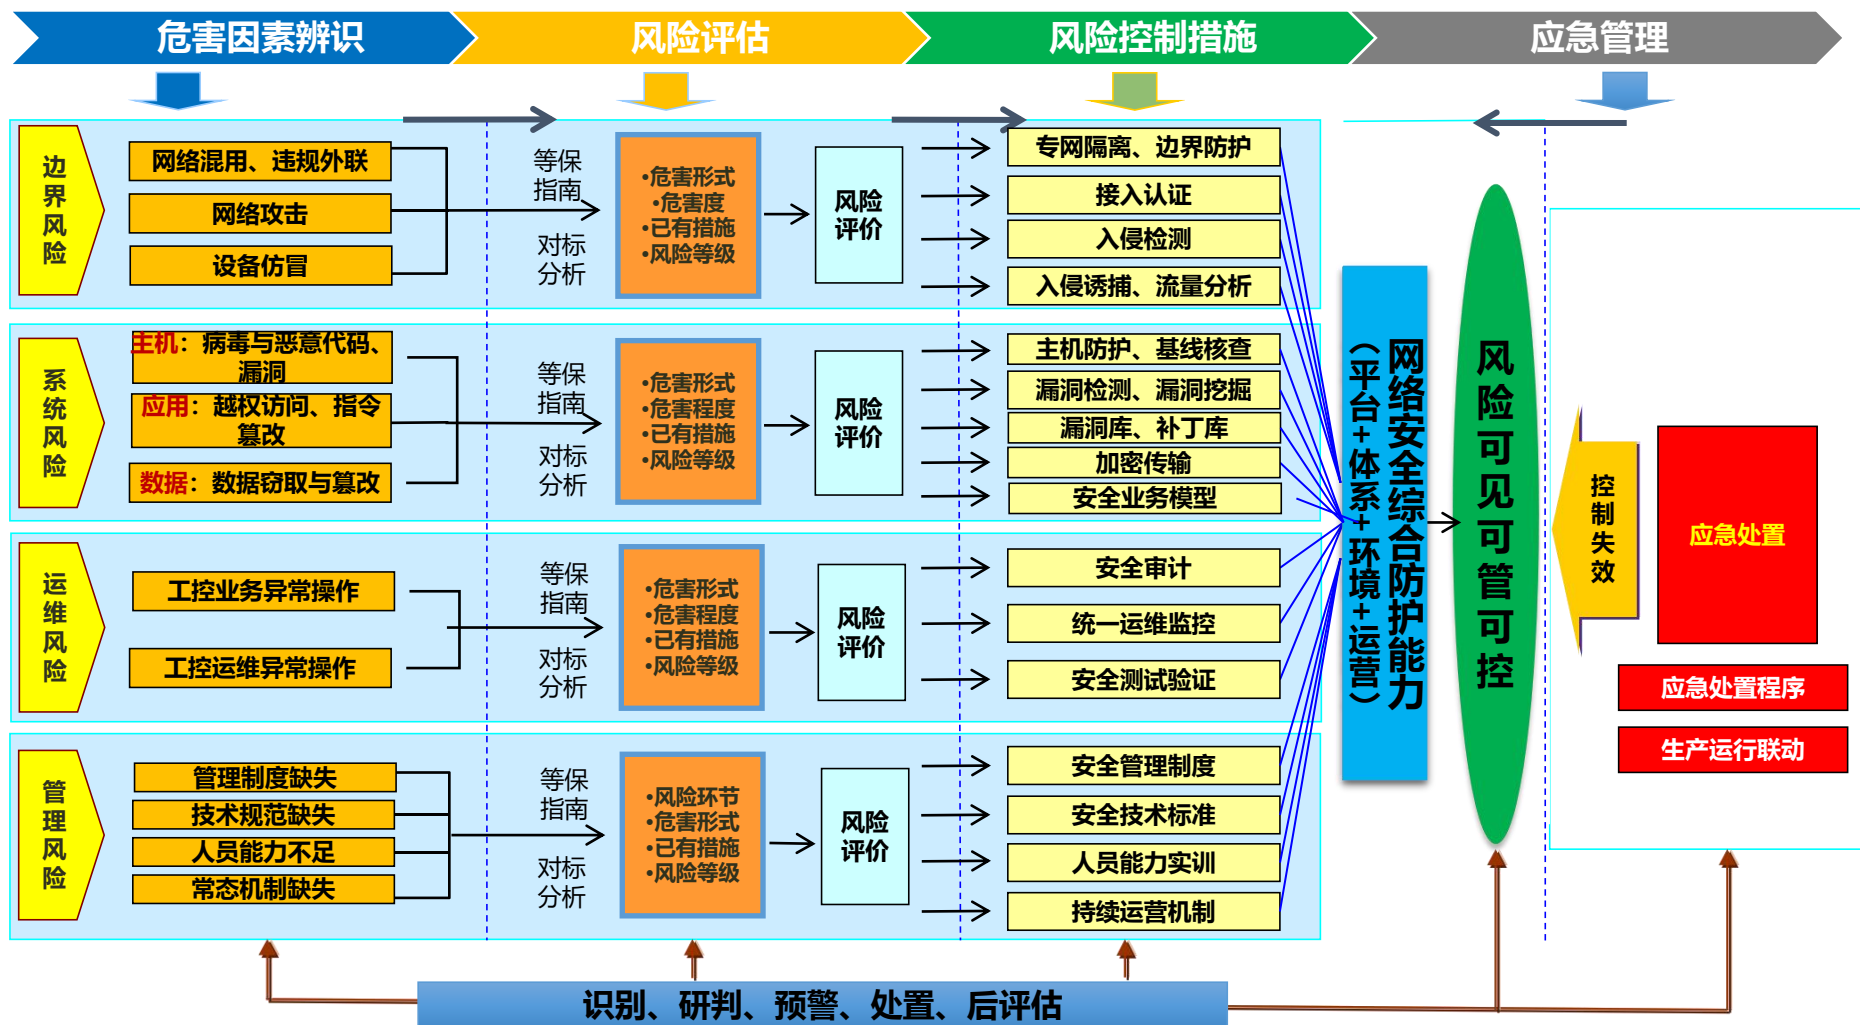 危害因素辨识
风险评估
风险控制措施
应急管理
边
界
风
险
网络混用、违规外联
网络攻击
设备仿冒
等保
指南
对标
分析
•危害形式
•危害度
•已有措施
•风险等级
风险
评价
专网隔离、边界防护
接入认证
入侵检测
入侵诱捕、流量分析
系
统
风
险
主机：病毒与恶意代码、
漏洞
应用：越权访问、指令
篡改
数据：数据窃取与篡改
等保
指南
对标
分析
•危害形式
•危害程度
•已有措施
•风险等级
风险
评价
主机防护、基线核查
漏洞检测、漏洞挖掘
漏洞库、补丁库
加密传输
安全业务模型
运
维
风
险
工控业务异常操作
工控运维异常操作
等保
指南
对标
分析
•危害形式
•危害程度
•已有措施
•风险等级
风险
评价
安全审计
统一运维监控
安全测试验证
管
理
风
险
管理制度缺失
技术规范缺失
人员能力不足
常态机制缺失
等保
指南
对标
分析
•风险环节
•危害形式
•已有措施
•风险等级
风险
评价
安全管理制度
安全技术标准
人员能力实训
持续运营机制
网络安全综合防护能力
（平台+体系+环境+运营）
风险可见可管可控
控
制
失
效
应急处置
应急处置程序
生产运行联动
识别、研判、预警、处置、后评估